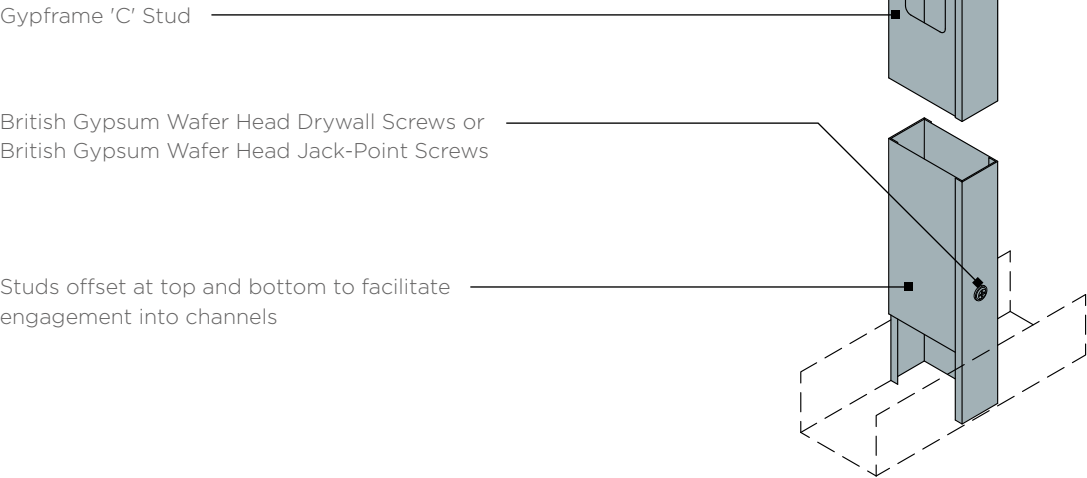 Gypframe 'C' Stud
British Gypsum Wafer Head Drywall Screws or
British Gypsum Wafer Head Jack-Point Screws
Studs offset at top and bottom to facilitate
engagement into channels